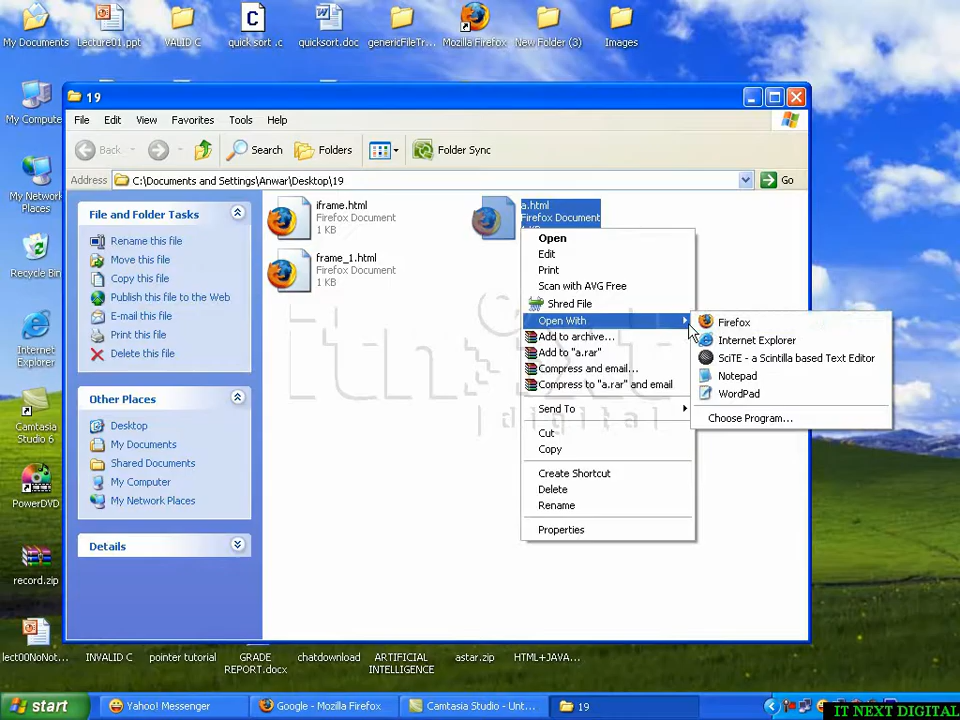 My Documents
Lecture01.ppt
VALID C
quick sort .c
quicksort.doc
genericFileTr...
Mozilla Firefox
New Folder (3)
Images
My Compute
My Network
Places
Recycle Bin
Internet
Explorer
Camtasia
Studio 6
PowerDVD
record.zip
19
File Edit View Favorites Tools Help
Back Search Folders Folder Sync
Address C:\Documents and Settings\Anwar\Desktop\19 Go
File and Folder Tasks
Rename this file
Move this file
Copy this file
Publish this file to the Web
E-mail this file
Print this file
Delete this file
Other Places
Desktop
My Documents
Shared Documents
My Computer
My Network Places
Details
iframe.html
Firefox Document
1 KB
a.html
Firefox Document
frame_1.html
Firefox Document
1 KB
Open
Edit
Print
Scan with AVG Free
Shred File
Open With
Add to archive...
Add to "a.rar"
Compress and email...
Compress to "a.rar" and email
Send To
Cut
Copy
Create Shortcut
Delete
Rename
Properties
Firefox
Internet Explorer
SciTE - a Scintilla based Text Editor
Notepad
WordPad
Choose Program...
digital
lect00NoNot...
INVALID C
pointer tutorial
GRADE
REPORT.docx
chatdownload
ARTIFICIAL
INTELLIGENCE
astar.zip
HTML+JAVA...
start
Yahoo! Messenger
Google - Mozilla Firefox
Camtasia Studio - Unt...
19
IT NEXT DIGITAL